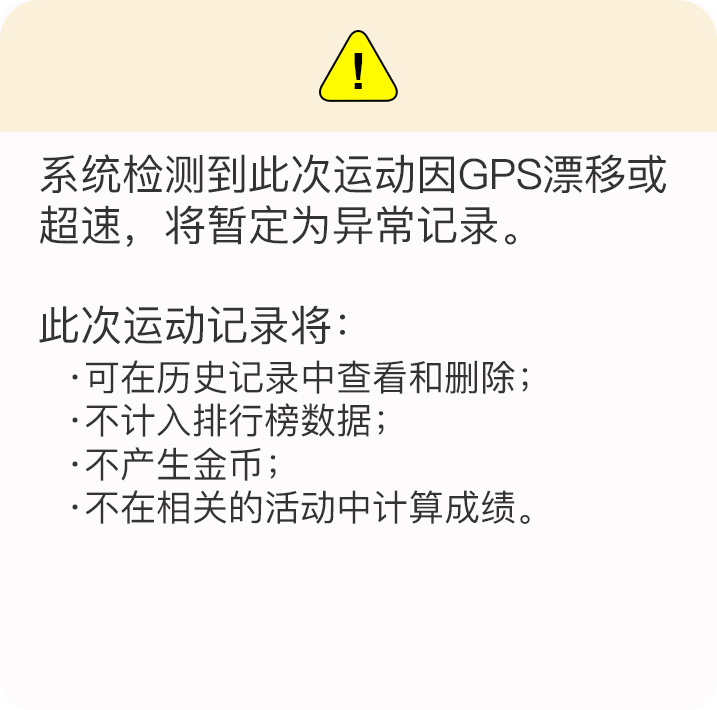 !
系统检测到此次运动因GPS漂移或
超速，将暂定为异常记录。
此次运动记录将：
·可在历史记录中查看和删除；
·不计入排行榜数据；
·不产生金币；
·不在相关的活动中计算成绩。